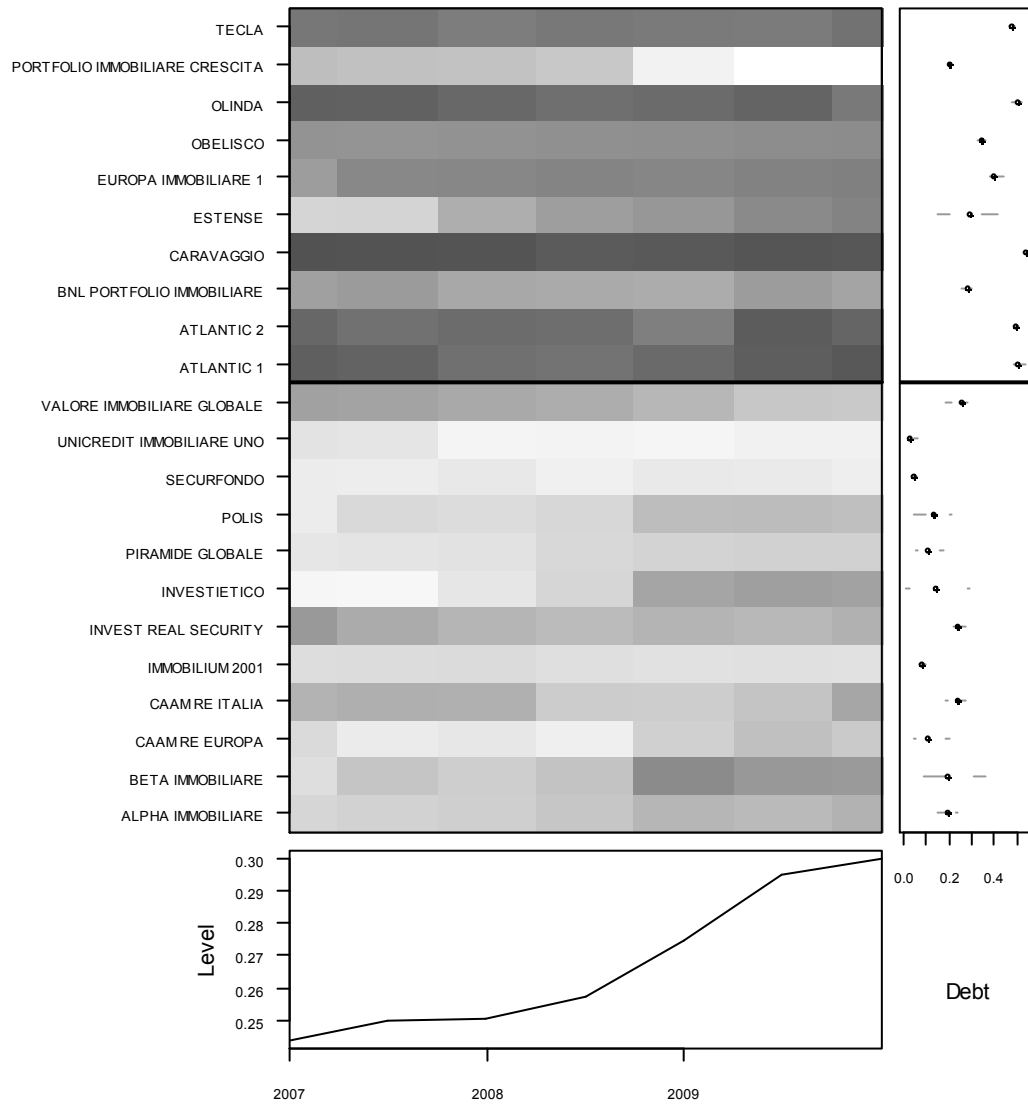 TECLA
PORTFOLIO IMMOBILIARE CRESCITA
OLINDA
OBELISCO
EUROPA IMMOBILIARE 1
ESTENSE
CARAVAGGIO
BNL PORTFOLIO IMMOBILIARE
ATLANTIC 2
ATLANTIC 1
VALORE IMMOBILIARE GLOBALE
UNICREDIT IMMOBILIARE UNO
SECURFONDO
POLIS
PIRAMIDE GLOBALE
INVESTIETICO
INVEST REAL SECURITY
IMMOBILIUM 2001
CAAM RE ITALIA
CAAM RE EUROPA
BETA IMMOBILIARE
ALPHA IMMOBILIARE
0.0 0.2 0.4
Debt
Level
0.30
0.29
0.28
0.27
0.26
0.25
2007 2008 2009